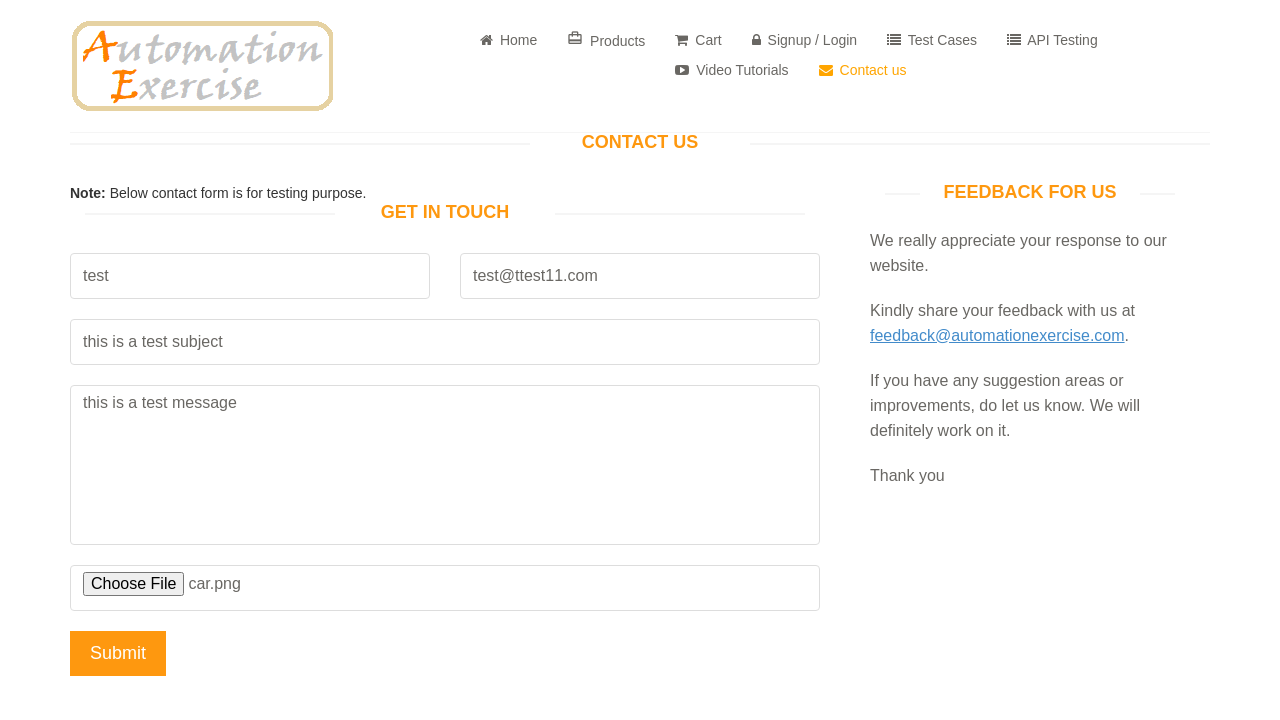 Automation
Exercise
Home
Products
Cart
Signup / Login
Test Cases
API Testing
Video Tutorials
Contact us
CONTACT US
Note: Below contact form is for testing purpose.
GET IN TOUCH
test
test@ttest11.com
this is a test subject
this is a test message
Choose File car.png
Submit
FEEDBACK FOR US
We really appreciate your response to our
website.
Kindly share your feedback with us at
feedback@automationexercise.com.
If you have any suggestion areas or
improvements, do let us know. We will
definitely work on it.
Thank you